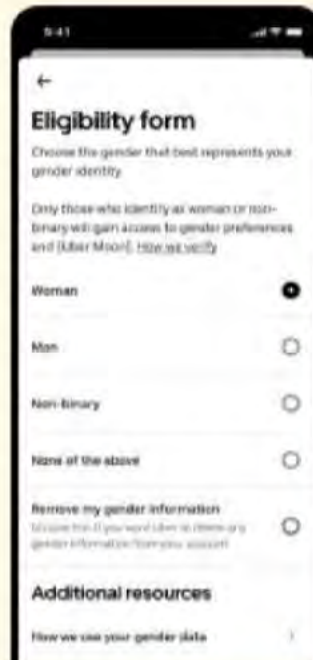 9:41
Eligibility form
Choose the gender that best represents your
gender identity
Only those who identify as woman or non-
binary will gain access to gender preferences
and [Uber Moon]. How we verify
Woman
Man
Non-binary
None of the above
Remove my gender information
Choose this if you want Uber to delete any
gender information from your account
Additional resources
How we use your gender data